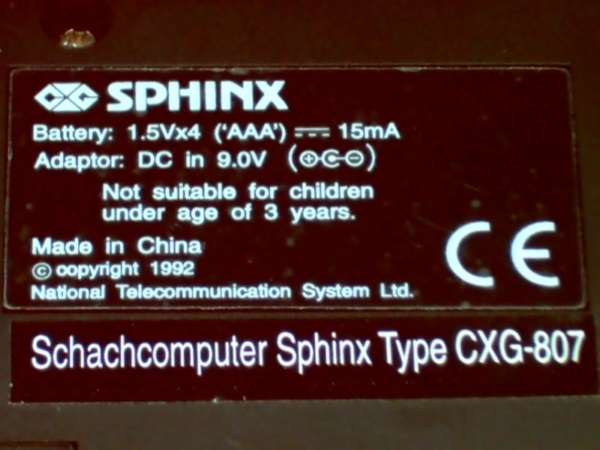 CXG SPHINX
Battery: 1.5Vx4 ('AAA') ⎓ 15mA
Adaptor: DC in 9.0V (⊕-C-⊖)
Not suitable for children
under age of 3 years.
Made in China
© copyright 1992
National Telecommunication System Ltd.
CE
Schachcomputer Sphinx Type CXG-807